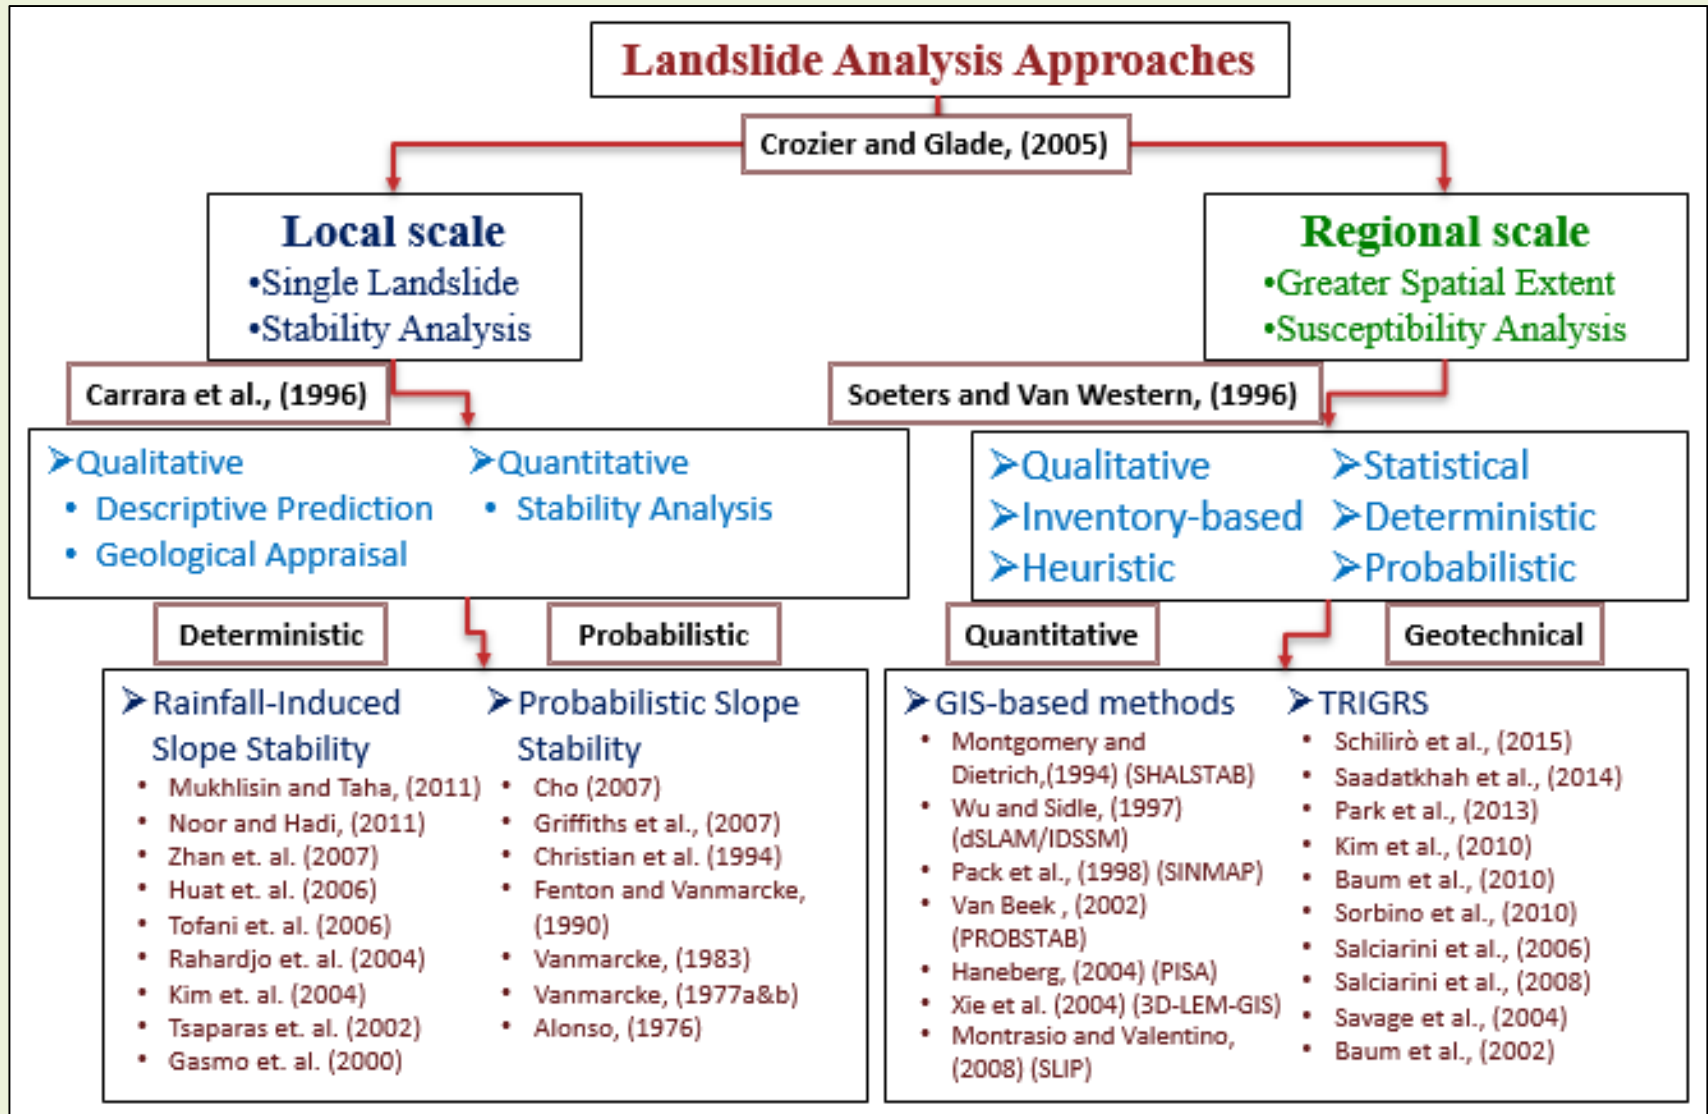 Landslide Analysis Approaches
Crozier and Glade, (2005)
Local scale
•Single Landslide
•Stability Analysis
Regional scale
•Greater Spatial Extent
•Susceptibility Analysis
Carrara et al., (1996)
Soeters and Van Western, (1996)
➢Qualitative
• Descriptive Prediction
• Geological Appraisal
➢Quantitative
• Stability Analysis
➢Qualitative
➢Inventory-based
➢Heuristic
➢Statistical
➢Deterministic
➢Probabilistic
Deterministic
Probabilistic
Quantitative
Geotechnical
➢Rainfall-Induced
Slope Stability
• Mukhlisin and Taha, (2011)
• Noor and Hadi, (2011)
• Zhan et. al. (2007)
• Huat et. al. (2006)
• Tofani et. al. (2006)
• Rahardjo et. al. (2004)
• Kim et. al. (2004)
• Tsaparas et. al. (2002)
• Gasmo et. al. (2000)
➢Probabilistic Slope
Stability
• Cho (2007)
• Griffiths et al., (2007)
• Christian et al. (1994)
• Fenton and Vanmarcke,
(1990)
• Vanmarcke, (1983)
• Vanmarcke, (1977a&b)
• Alonso, (1976)
➢GIS-based methods
• Montgomery and
Dietrich,(1994) (SHALSTAB)
• Wu and Sidle, (1997)
(dSLAM/IDSSM)
• Pack et al., (1998) (SINMAP)
• Van Beek , (2002)
(PROBSTAB)
• Haneberg, (2004) (PISA)
• Xie et al. (2004) (3D-LEM-GIS)
• Montrasio and Valentino,
(2008) (SLIP)
➢TRIGRS
• Schilirò et al., (2015)
• Saadatkhah et al., (2014)
• Park et al., (2013)
• Kim et al., (2010)
• Baum et al., (2010)
• Sorbino et al., (2010)
• Salciarini et al., (2006)
• Salciarini et al., (2008)
• Savage et al., (2004)
• Baum et al., (2002)